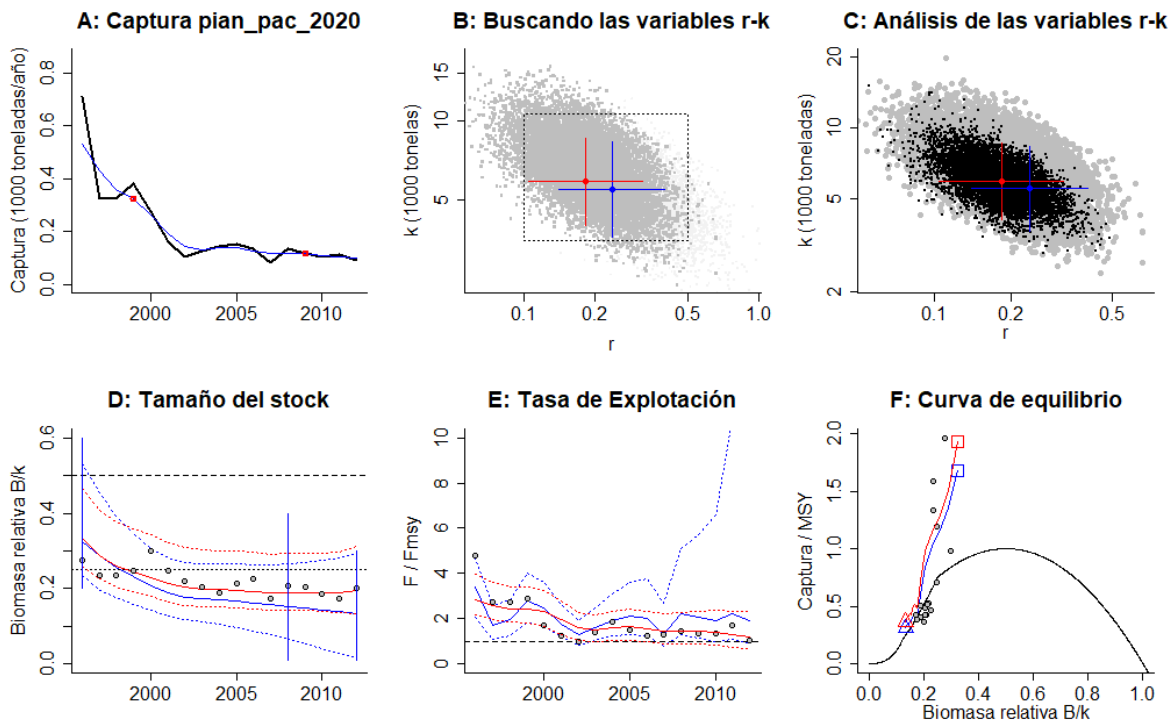 A: Captura pian_pac_2020
Captura (1000 toneladas/año)
0.0 0.2 0.4 0.6 0.8
2000 2005 2010
B: Buscando las variables r-k
k (1000 tonelas)
5 10 15
0.1 0.2 0.5 1.0
r
C: Análisis de las variables r-k
k (1000 toneladas)
2 5 10 20
0.1 0.2 0.5
r
D: Tamaño del stock
Biomasa relativa B/k
0.0 0.2 0.4 0.6
2000 2005 2010
E: Tasa de Explotación
F / Fmsy
0 2 4 6 8 10
2000 2005 2010
F: Curva de equilibrio
Captura / MSY
0.0 0.5 1.0 1.5 2.0
0.0 0.2 0.4 0.6 0.8 1.0
Biomasa relativa B/k